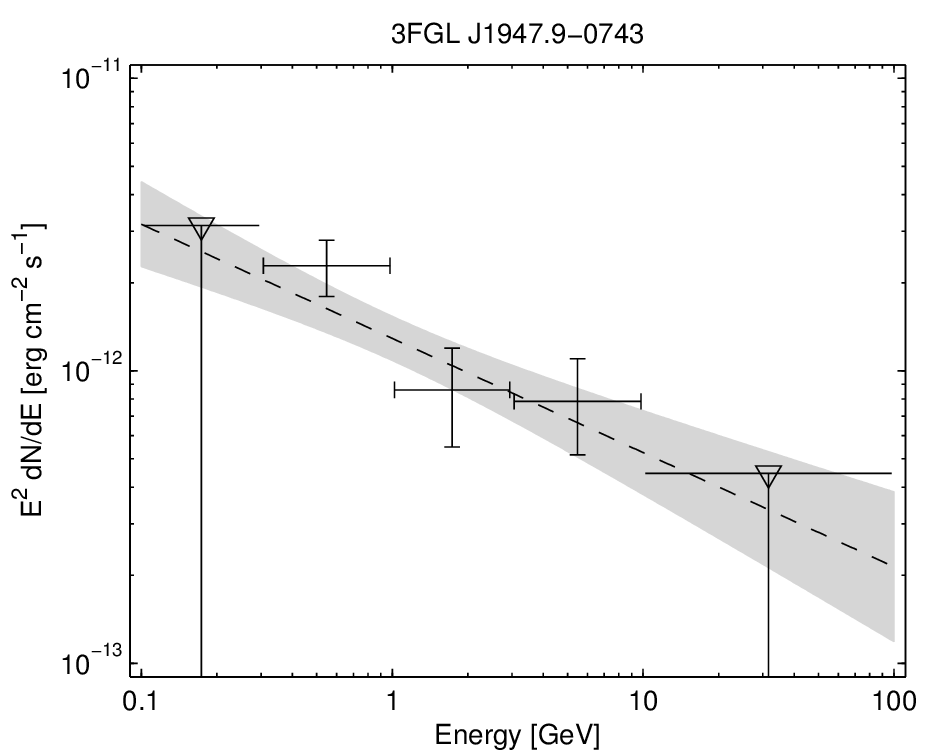 3FGL J1947.9−0743
10⁻¹¹
10⁻¹²
10⁻¹³
E² dN/dE [erg cm⁻² s⁻¹]
0.1 1 10 100
Energy [GeV]